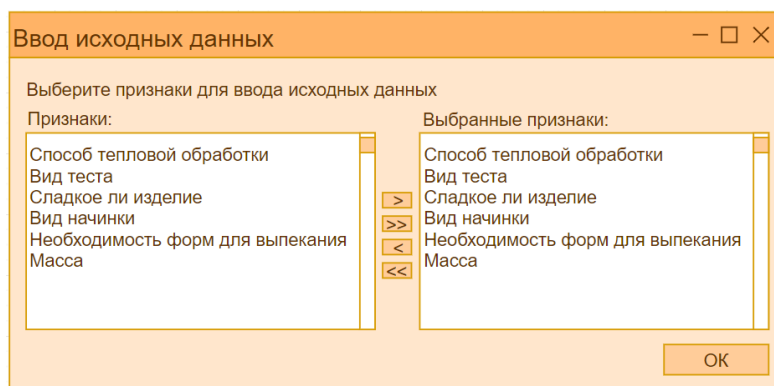 Ввод исходных данных
Выберите признаки для ввода исходных данных
Признаки:
Способ тепловой обработки
Вид теста
Сладкое ли изделие
Вид начинки
Необходимость форм для выпекания
Масса
>
>>
<
<<
Выбранные признаки:
Способ тепловой обработки
Вид теста
Сладкое ли изделие
Вид начинки
Необходимость форм для выпекания
Масса
ОК